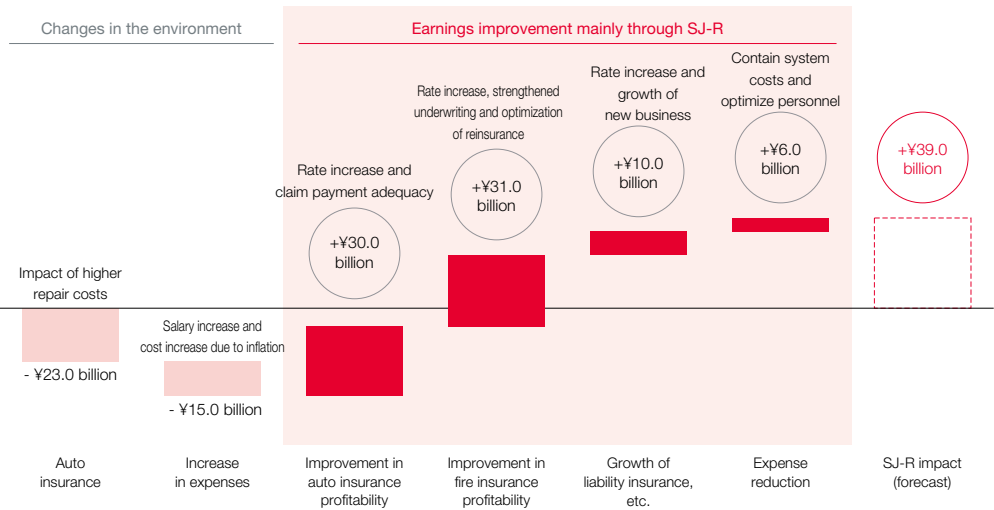 Changes in the environment
Earnings improvement mainly through SJ-R
Impact of higher
repair costs
- ¥23.0 billion
Salary increase and
cost increase due to inflation
- ¥15.0 billion
Rate increase and
claim payment adequacy
+¥30.0
billion
Rate increase, strengthened
underwriting and optimization
of reinsurance
+¥31.0
billion
Rate increase and
growth of
new business
+¥10.0
billion
Contain system
costs and
optimize personnel
+¥6.0
billion
+¥39.0
billion
Auto
insurance
Increase
in expenses
Improvement in
auto insurance
profitability
Improvement in
fire insurance
profitability
Growth of
liability insurance,
etc.
Expense
reduction
SJ-R impact
(forecast)